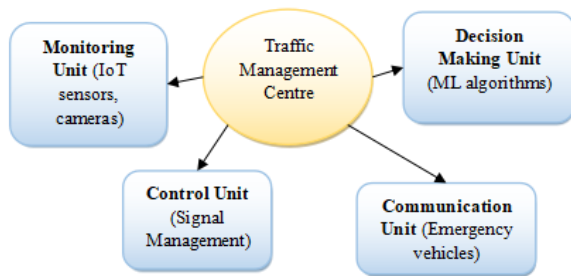 Monitoring
Unit (IoT
sensors,
cameras)
Traffic
Management
Centre
Decision
Making Unit
(ML algorithms)
Control Unit
(Signal
Management)
Communication
Unit (Emergency
vehicles)